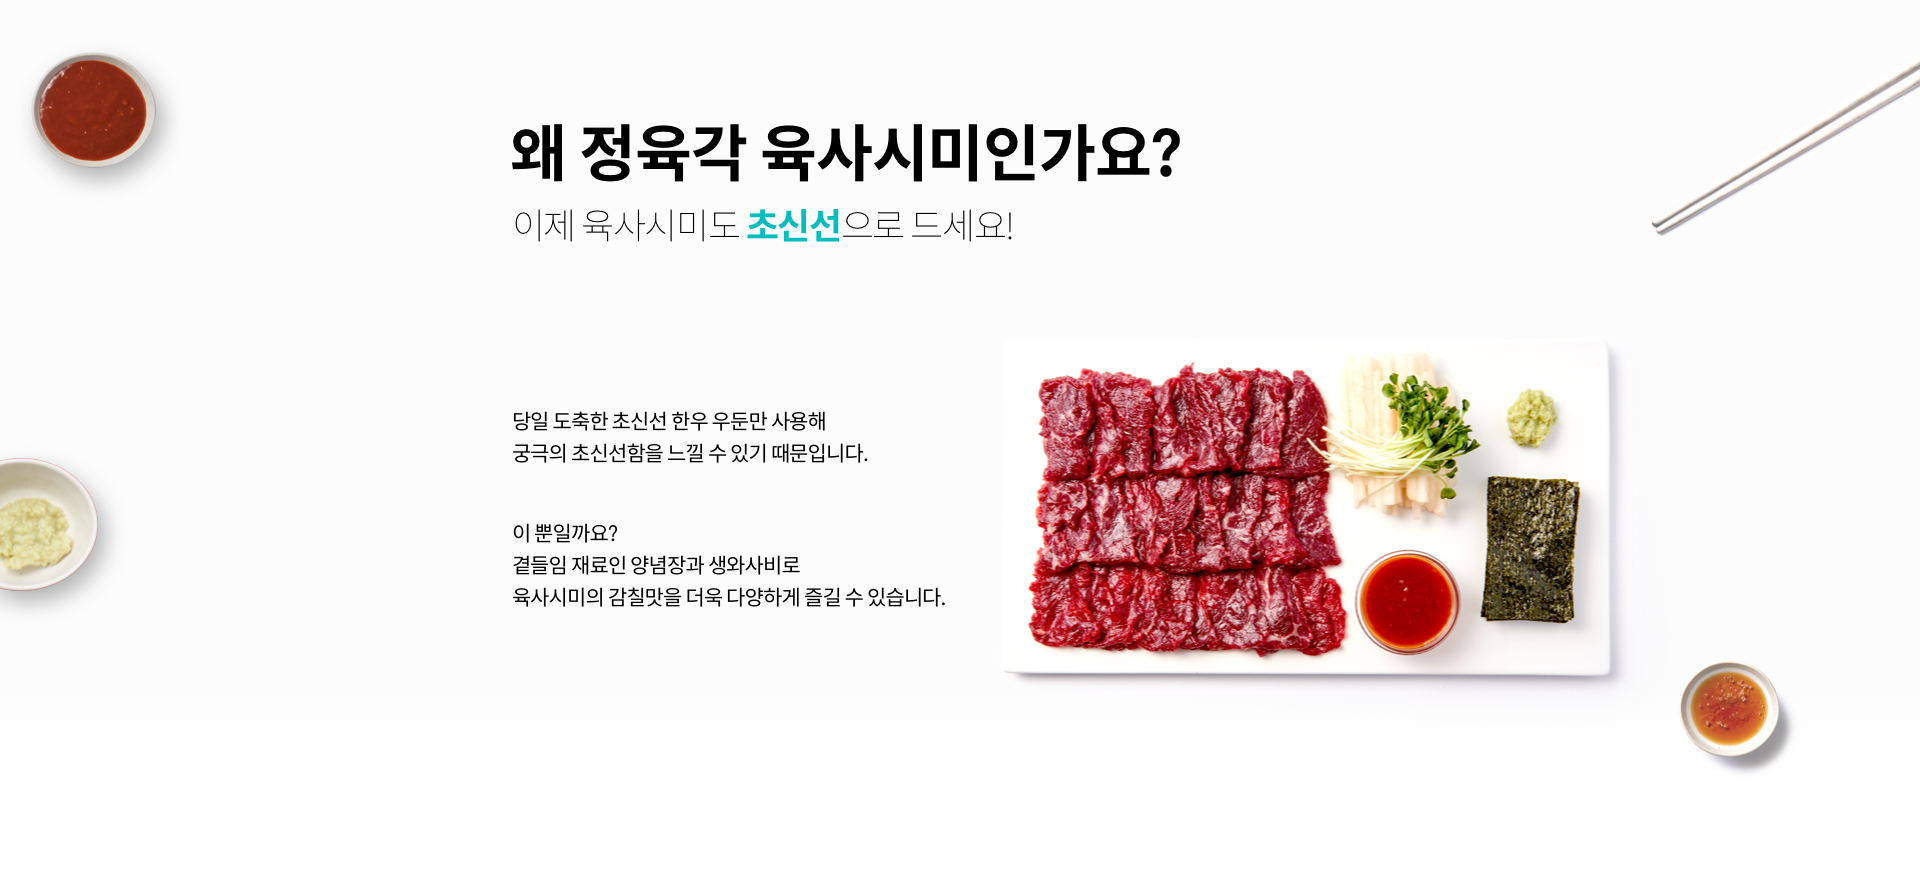 왜 정육각 육사시미인가요?
이제 육사시미도 초신선으로 드세요!
당일 도축한 초신선 한우 우둔만 사용해
궁극의 초신선함을 느낄 수 있기 때문입니다.
이 뿐일까요?
곁들임 재료인 양념장과 생와사비로
육사시미의 감칠맛을 더욱 다양하게 즐길 수 있습니다.